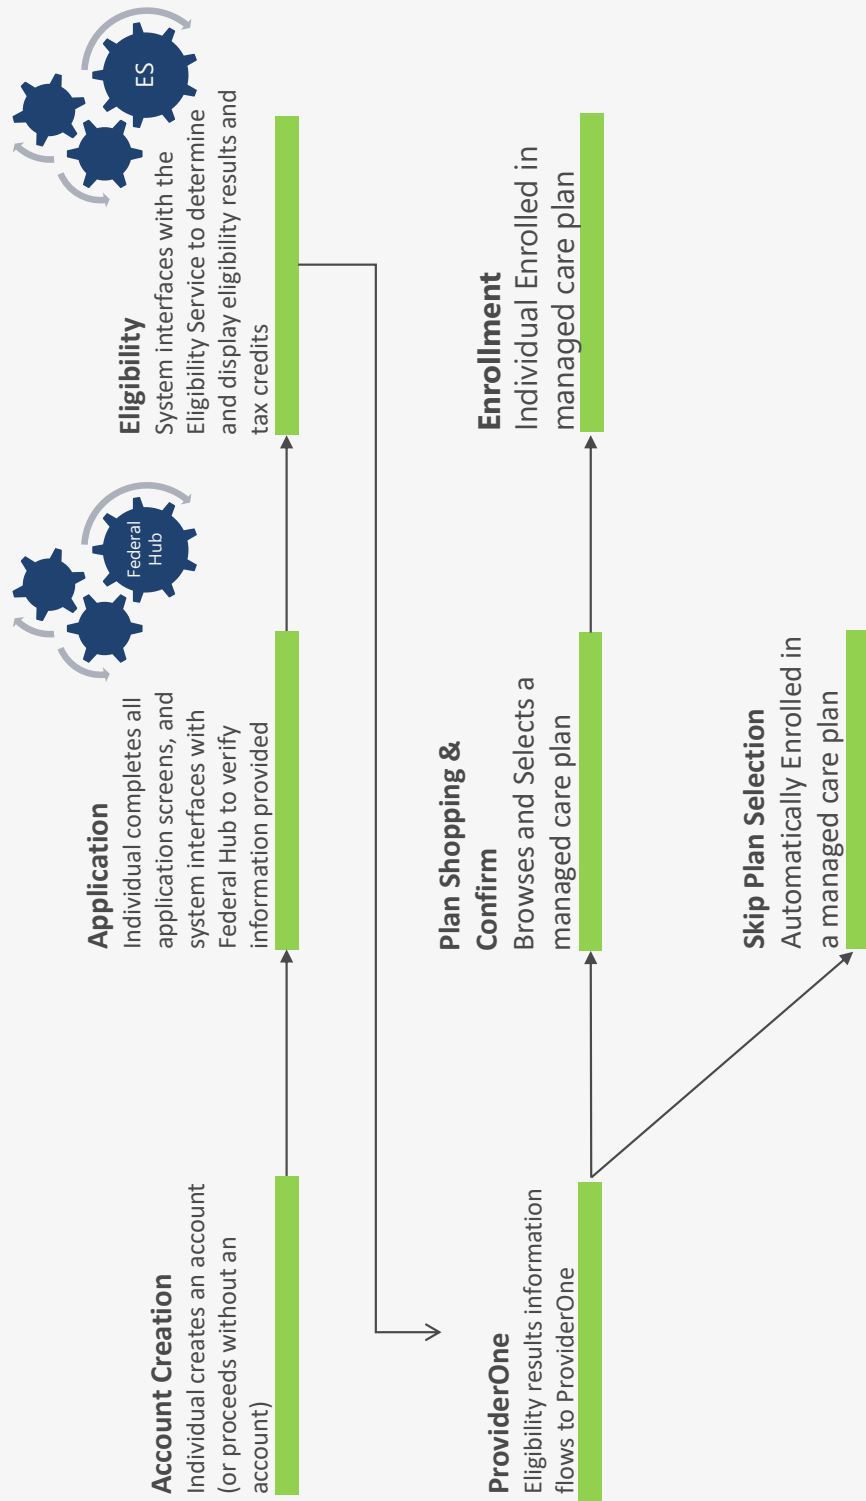 Account Creation
Individual creates an account
(or proceeds without an
account)
Application
Individual completes all
application screens, and
system interfaces with
Federal Hub to verify
information provided
Federal
Hub
Eligibility
System interfaces with the
Eligibility Service to determine
and display eligibility results and
tax credits
ES
ProviderOne
Eligibility results information
flows to ProviderOne
Plan Shopping &
Confirm
Browses and Selects a
managed care plan
Enrollment
Individual Enrolled in
managed care plan
Skip Plan Selection
Automatically Enrolled in
a managed care plan